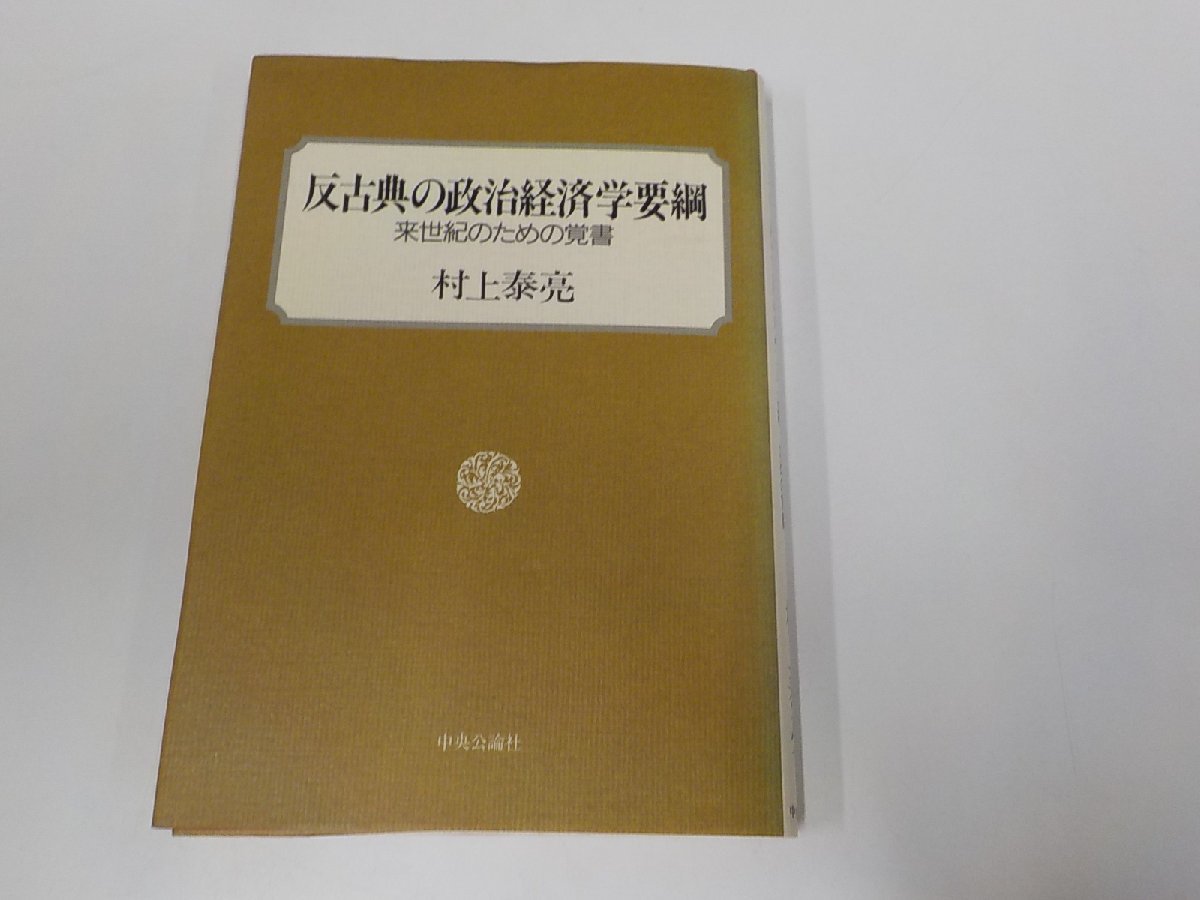 反古典の政治経済学要綱
来世紀のための覚書
村上泰亮
中央公論社